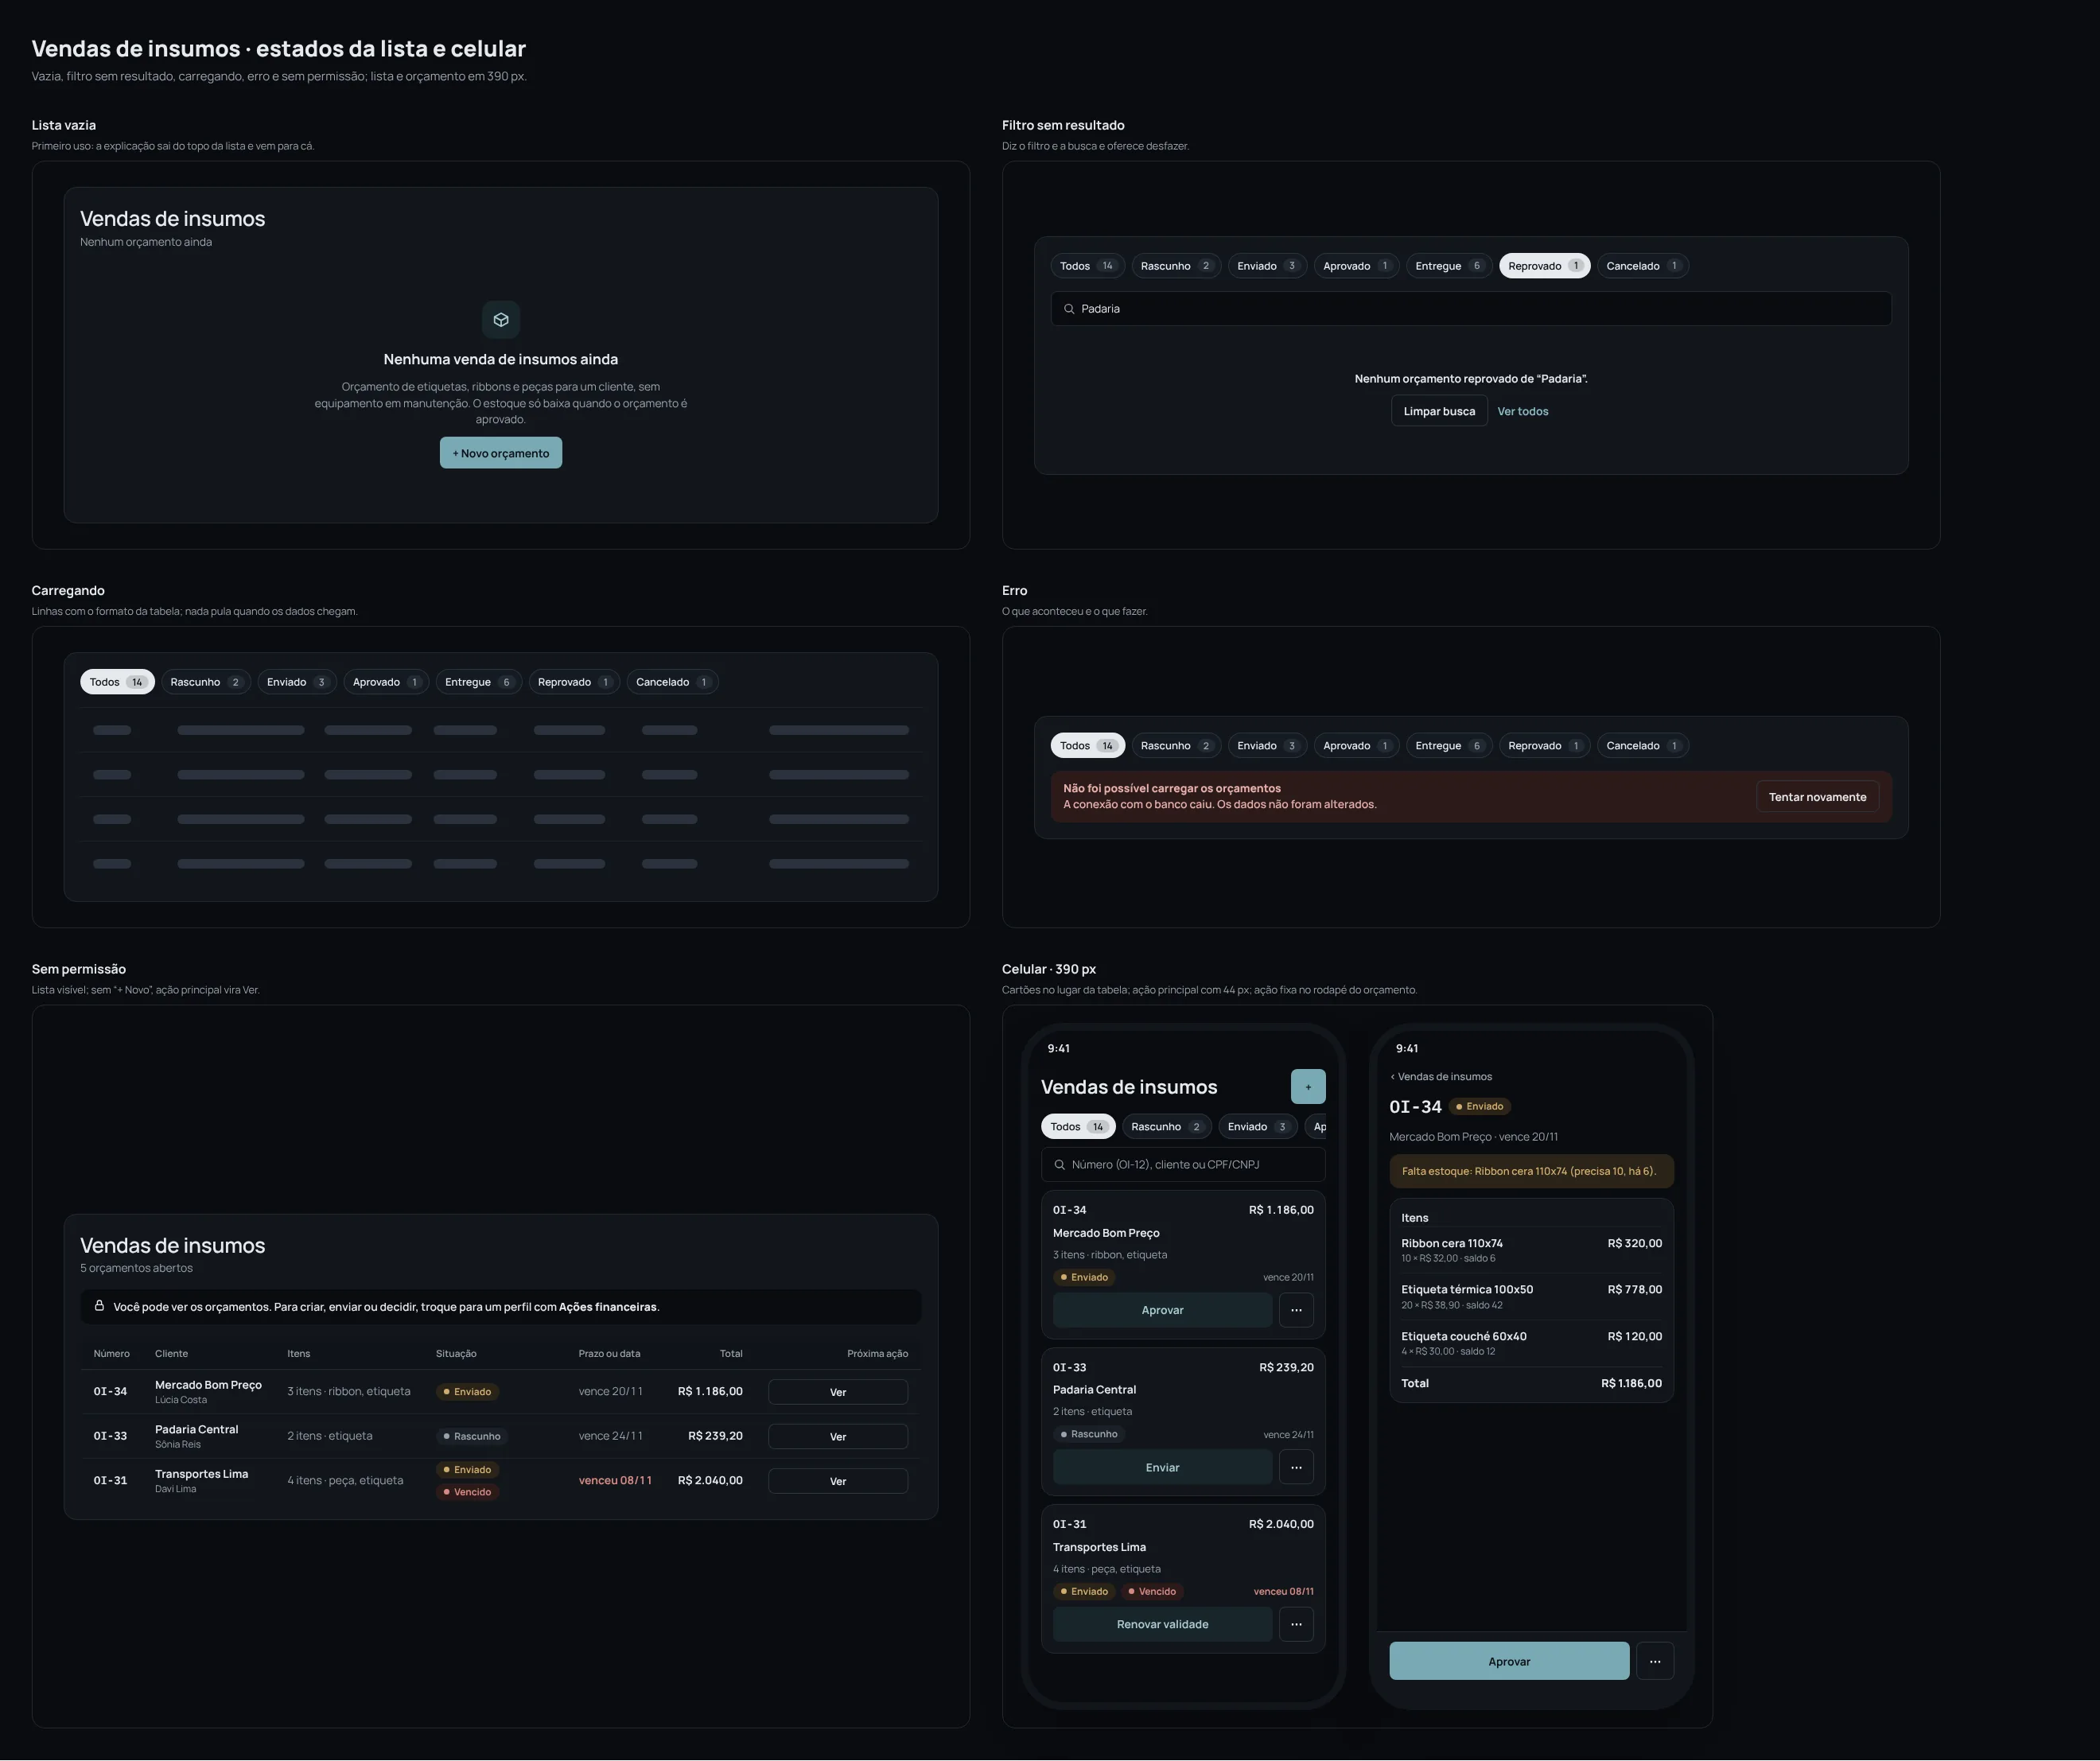 Vendas de insumos · estados da lista e celular
Vazia, filtro sem resultado, carregando, erro e sem permissão; lista e orçamento em 390 px.
Lista vazia
Primeiro uso: a explicação sai do topo da lista e vem para cá.
Vendas de insumos
Nenhum orçamento ainda
Nenhuma venda de insumos ainda
Orçamento de etiquetas, ribbons e peças para um cliente, sem
equipamento em manutenção. O estoque só baixa quando o orçamento é
aprovado.
+ Novo orçamento
Filtro sem resultado
Diz o filtro e a busca e oferece desfazer.
Todos 14 Rascunho 2 Enviado 3 Aprovado 1 Entregue 6 Reprovado 1 Cancelado 1
Padaria
Nenhum orçamento reprovado de “Padaria”.
Limpar busca Ver todos
Carregando
Linhas com o formato da tabela; nada pula quando os dados chegam.
Todos 14 Rascunho 2 Enviado 3 Aprovado 1 Entregue 6 Reprovado 1 Cancelado 1
Erro
O que aconteceu e o que fazer.
Todos 14 Rascunho 2 Enviado 3 Aprovado 1 Entregue 6 Reprovado 1 Cancelado 1
Não foi possível carregar os orçamentos
A conexão com o banco caiu. Os dados não foram alterados.
Tentar novamente
Sem permissão
Lista visível; sem “+ Novo”, ação principal vira Ver.
Vendas de insumos
5 orçamentos abertos
Você pode ver os orçamentos. Para criar, enviar ou decidir, troque para um perfil com Ações financeiras.
Número Cliente Itens Situação Prazo ou data Total Próxima ação
OI-34 Mercado Bom Preço 3 itens · ribbon, etiqueta Enviado vence 20/11 R$ 1.186,00 Ver
Lúcia Costa
OI-33 Padaria Central 2 itens · etiqueta Rascunho vence 24/11 R$ 239,20 Ver
Sônia Reis
OI-31 Transportes Lima 4 itens · peça, etiqueta Enviado venceu 08/11 R$ 2.040,00 Ver
Davi Lima Vencido
Celular · 390 px
Cartões no lugar da tabela; ação principal com 44 px; ação fixa no rodapé do orçamento.
9:41
Vendas de insumos +
Todos 14 Rascunho 2 Enviado 3 Ap
Número (OI-12), cliente ou CPF/CNPJ
OI-34 R$ 1.186,00
Mercado Bom Preço
3 itens · ribbon, etiqueta
Enviado vence 20/11
Aprovar ···
OI-33 R$ 239,20
Padaria Central
2 itens · etiqueta
Rascunho vence 24/11
Enviar ···
OI-31 R$ 2.040,00
Transportes Lima
4 itens · peça, etiqueta
Enviado Vencido venceu 08/11
Renovar validade ···
9:41
‹ Vendas de insumos
OI-34 Enviado
Mercado Bom Preço · vence 20/11
Falta estoque: Ribbon cera 110x74 (precisa 10, há 6).
Itens
Ribbon cera 110x74 R$ 320,00
10 × R$ 32,00 · saldo 6
Etiqueta térmica 100x50 R$ 778,00
20 × R$ 38,90 · saldo 42
Etiqueta couchê 60x40 R$ 120,00
4 × R$ 30,00 · saldo 12
Total R$ 1.186,00
Aprovar ···